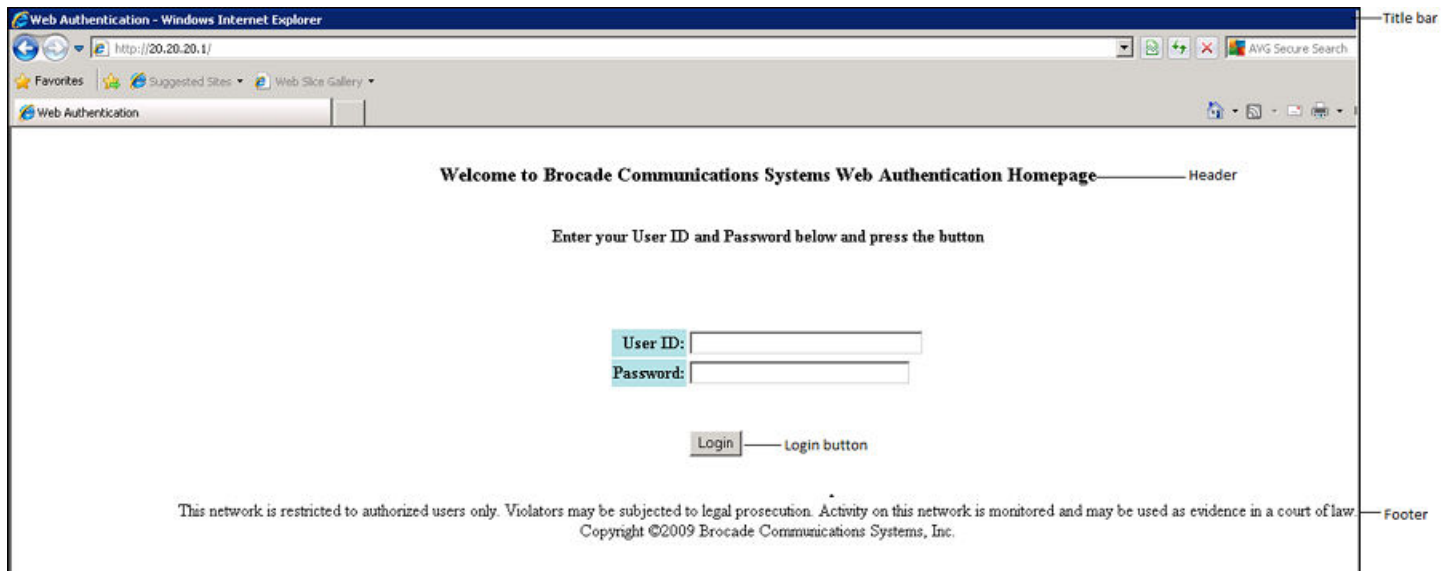 Web Authentication - Windows Internet Explorer
Title bar
http://20.20.20.1/
AVG Secure Search
Favorites
Suggested Sites
Web Slice Gallery
Web Authentication
Welcome to Brocade Communications Systems Web Authentication Homepage
Header
Enter your User ID and Password below and press the button
User ID:
Password:
Login
Login button
This network is restricted to authorized users only. Violators may be subjected to legal prosecution. Activity on this network is monitored and may be used as evidence in a court of law.
Footer
Copyright ©2009 Brocade Communications Systems, Inc.